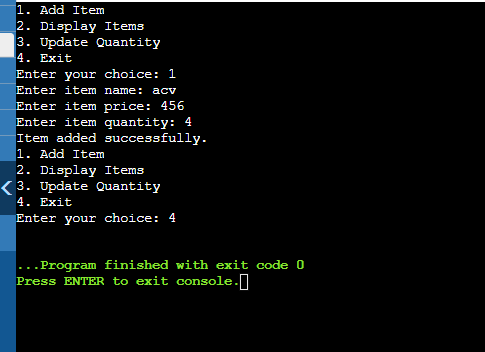 1. Add Item
2. Display Items
3. Update Quantity
4. Exit
Enter your choice: 1
Enter item name: acv
Enter item price: 456
Enter item quantity: 4
Item added successfully.
1. Add Item
2. Display Items
3. Update Quantity
4. Exit
Enter your choice: 4
...Program finished with exit code 0
Press ENTER to exit console.